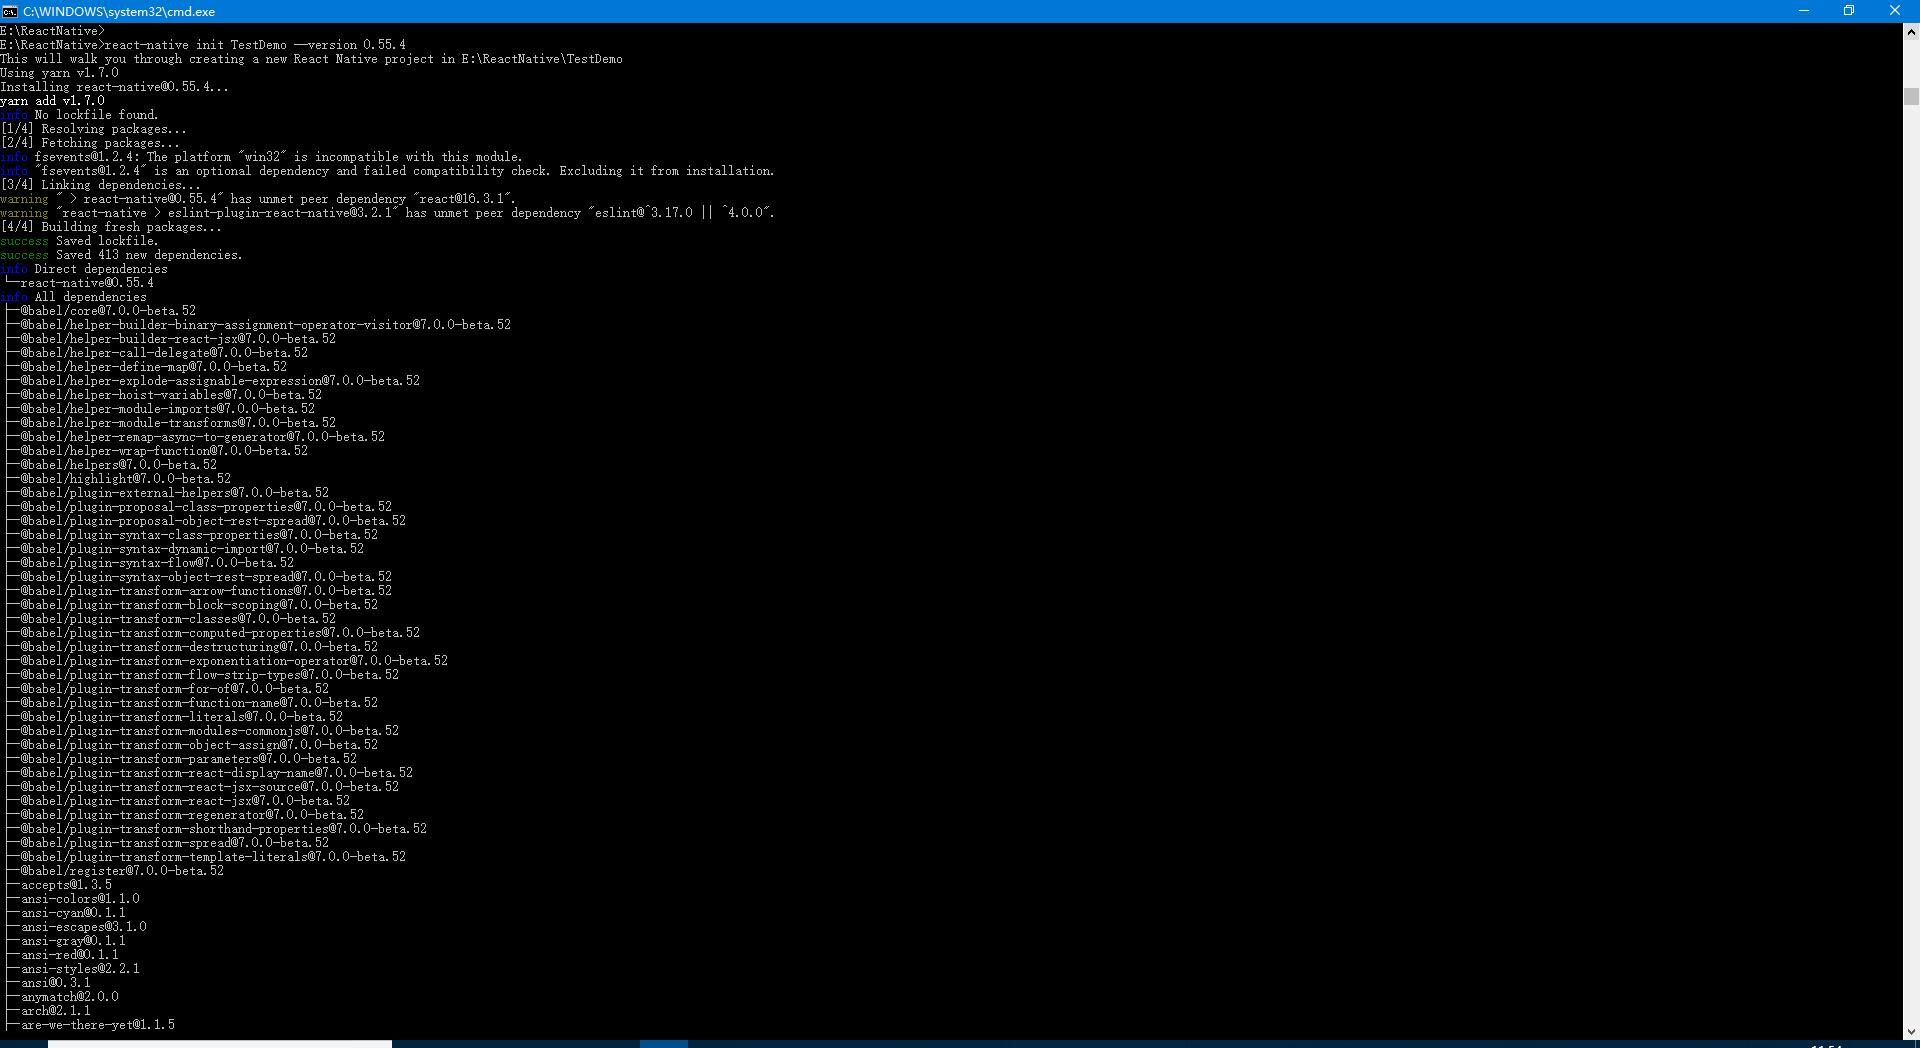 C:\WINDOWS\system32\cmd.exe
E:\ReactNative>
E:\ReactNative>react-native init TestDemo --version 0.55.4
This will walk you through creating a new React Native project in E:\ReactNative\TestDemo
Using yarn v1.7.0
Installing react-native@0.55.4...
yarn add v1.7.0
info No lockfile found.
[1/4] Resolving packages...
[2/4] Fetching packages...
info fsevents@1.2.4: The platform "win32" is incompatible with this module.
info "fsevents@1.2.4" is an optional dependency and failed compatibility check. Excluding it from installation.
[3/4] Linking dependencies...
warning " > react-native@0.55.4" has unmet peer dependency "react@16.3.1".
warning "react-native > eslint-plugin-react-native@3.2.1" has unmet peer dependency "eslint@^3.17.0 || ^4.0.0".
[4/4] Building fresh packages...
success Saved lockfile.
success Saved 413 new dependencies.
info Direct dependencies
└─react-native@0.55.4
info All dependencies
├─@babel/core@7.0.0-beta.52
├─@babel/helper-builder-binary-assignment-operator-visitor@7.0.0-beta.52
├─@babel/helper-builder-react-jsx@7.0.0-beta.52
├─@babel/helper-call-delegate@7.0.0-beta.52
├─@babel/helper-define-map@7.0.0-beta.52
├─@babel/helper-explode-assignable-expression@7.0.0-beta.52
├─@babel/helper-hoist-variables@7.0.0-beta.52
├─@babel/helper-module-imports@7.0.0-beta.52
├─@babel/helper-module-transforms@7.0.0-beta.52
├─@babel/helper-remap-async-to-generator@7.0.0-beta.52
├─@babel/helper-wrap-function@7.0.0-beta.52
├─@babel/helpers@7.0.0-beta.52
├─@babel/highlight@7.0.0-beta.52
├─@babel/plugin-external-helpers@7.0.0-beta.52
├─@babel/plugin-proposal-class-properties@7.0.0-beta.52
├─@babel/plugin-proposal-object-rest-spread@7.0.0-beta.52
├─@babel/plugin-syntax-class-properties@7.0.0-beta.52
├─@babel/plugin-syntax-dynamic-import@7.0.0-beta.52
├─@babel/plugin-syntax-flow@7.0.0-beta.52
├─@babel/plugin-syntax-object-rest-spread@7.0.0-beta.52
├─@babel/plugin-transform-arrow-functions@7.0.0-beta.52
├─@babel/plugin-transform-block-scoping@7.0.0-beta.52
├─@babel/plugin-transform-classes@7.0.0-beta.52
├─@babel/plugin-transform-computed-properties@7.0.0-beta.52
├─@babel/plugin-transform-destructuring@7.0.0-beta.52
├─@babel/plugin-transform-exponentiation-operator@7.0.0-beta.52
├─@babel/plugin-transform-flow-strip-types@7.0.0-beta.52
├─@babel/plugin-transform-for-of@7.0.0-beta.52
├─@babel/plugin-transform-function-name@7.0.0-beta.52
├─@babel/plugin-transform-literals@7.0.0-beta.52
├─@babel/plugin-transform-modules-commonjs@7.0.0-beta.52
├─@babel/plugin-transform-object-assign@7.0.0-beta.52
├─@babel/plugin-transform-parameters@7.0.0-beta.52
├─@babel/plugin-transform-react-display-name@7.0.0-beta.52
├─@babel/plugin-transform-react-jsx-source@7.0.0-beta.52
├─@babel/plugin-transform-react-jsx@7.0.0-beta.52
├─@babel/plugin-transform-regenerator@7.0.0-beta.52
├─@babel/plugin-transform-shorthand-properties@7.0.0-beta.52
├─@babel/plugin-transform-spread@7.0.0-beta.52
├─@babel/plugin-transform-template-literals@7.0.0-beta.52
├─@babel/register@7.0.0-beta.52
├─accepts@1.3.5
├─ansi-colors@1.1.0
├─ansi-cyan@0.1.1
├─ansi-escapes@3.1.0
├─ansi-gray@0.1.1
├─ansi-red@0.1.1
├─ansi-styles@2.2.1
├─ansi@0.3.1
├─anymatch@2.0.0
├─arch@2.1.1
├─are-we-there-yet@1.1.5